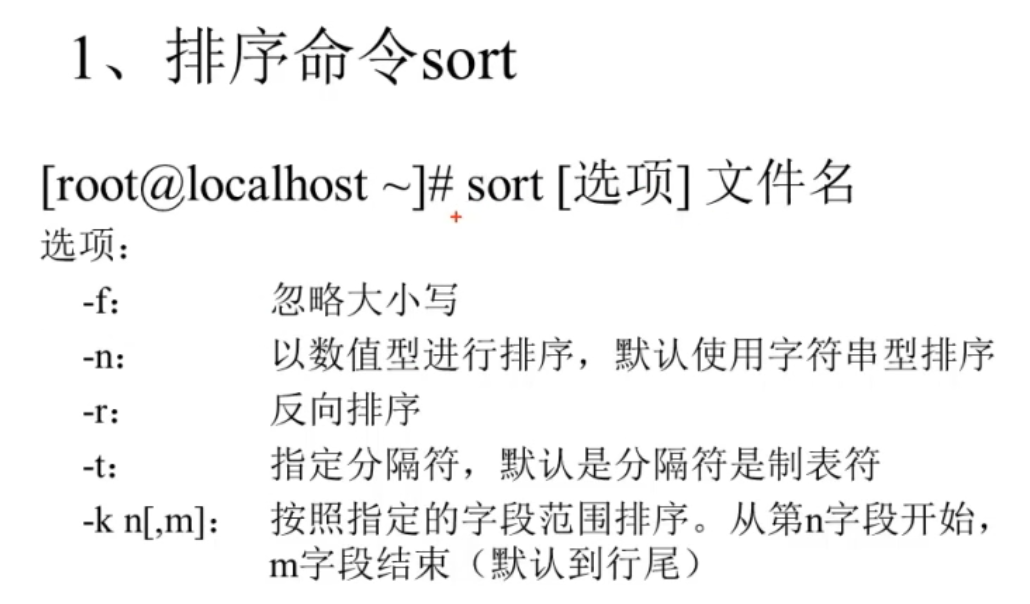 1、排序命令sort
[root@localhost ~]# sort [选项] 文件名
选项：
-f： 忽略大小写
-n： 以数值型进行排序，默认使用字符串型排序
-r： 反向排序
-t： 指定分隔符，默认是分隔符是制表符
-k n[,m]： 按照指定的字段范围排序。从第n字段开始，
m字段结束（默认到行尾）